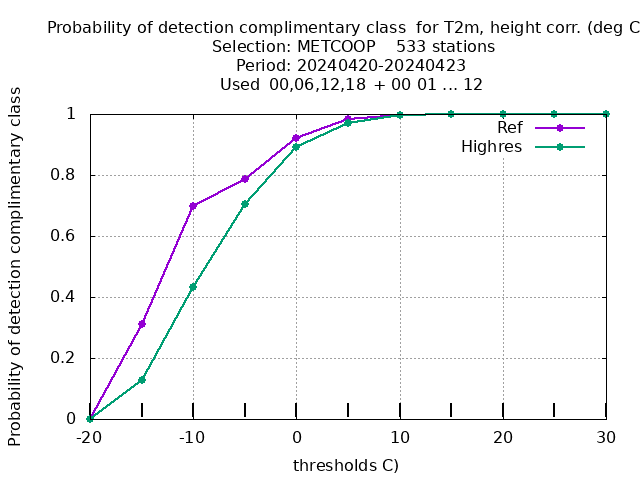 Probability of detection complimentary class for T2m, height corr. (deg C
Selection: METCOOP 533 stations
Period: 20240420-20240423
Used 00,06,12,18 + 00 01 ... 12
Probability of detection complimentary class
1
0.8
0.6
0.4
0.2
0
Ref
Highres
-20 -10 0 10 20 30
thresholds C)